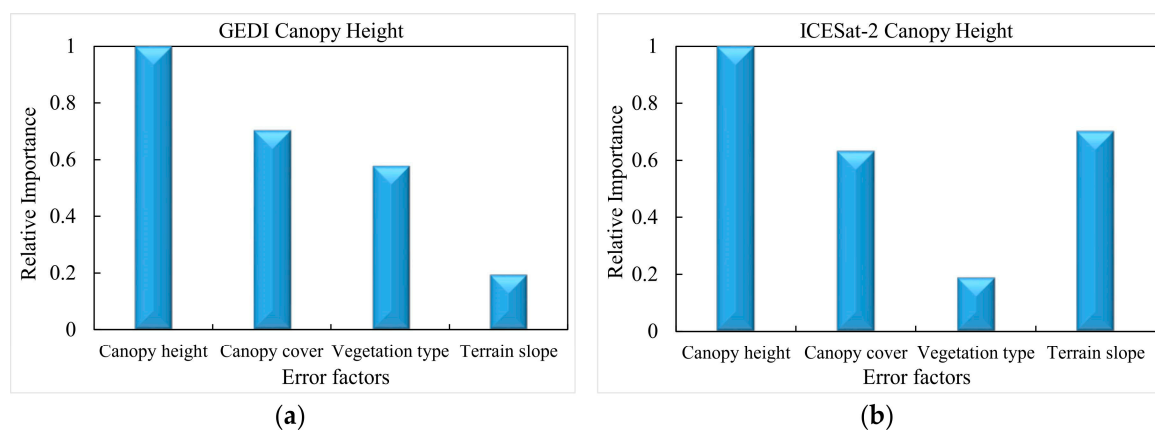 GEDI Canopy Height
1
0.8
0.6
0.4
0.2
0
Relative Importance
Canopy height Canopy cover Vegetation type Terrain slope
Error factors
(a)
ICESat-2 Canopy Height
1
0.8
0.6
0.4
0.2
0
Relative Importance
Canopy height Canopy cover Vegetation type Terrain slope
Error factors
(b)